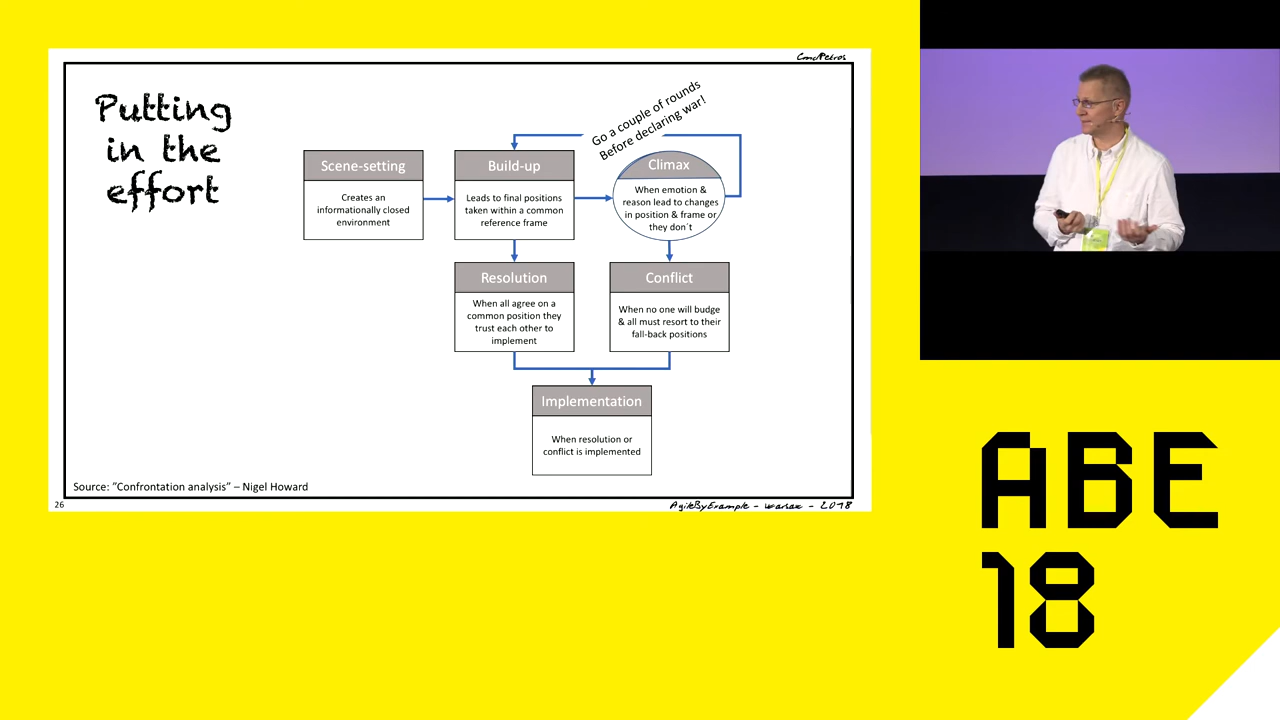 CmdPetros
Putting
in the
effort
Go a couple of rounds
Before declaring war!
Scene-setting
Creates an
informationally closed
environment
Build-up
Leads to final positions
taken within a common
reference frame
Climax
When emotion &
reason lead to changes
in position & frame or
they don´t
Resolution
When all agree on a
common position they
trust each other to
implement
Conflict
When no one will budge
& all must resort to their
fall-back positions
Implementation
When resolution or
conflict is implemented
Source: ”Confrontation analysis” – Nigel Howard
26
AgileByExample - Warsaw - 2018
ABE
18